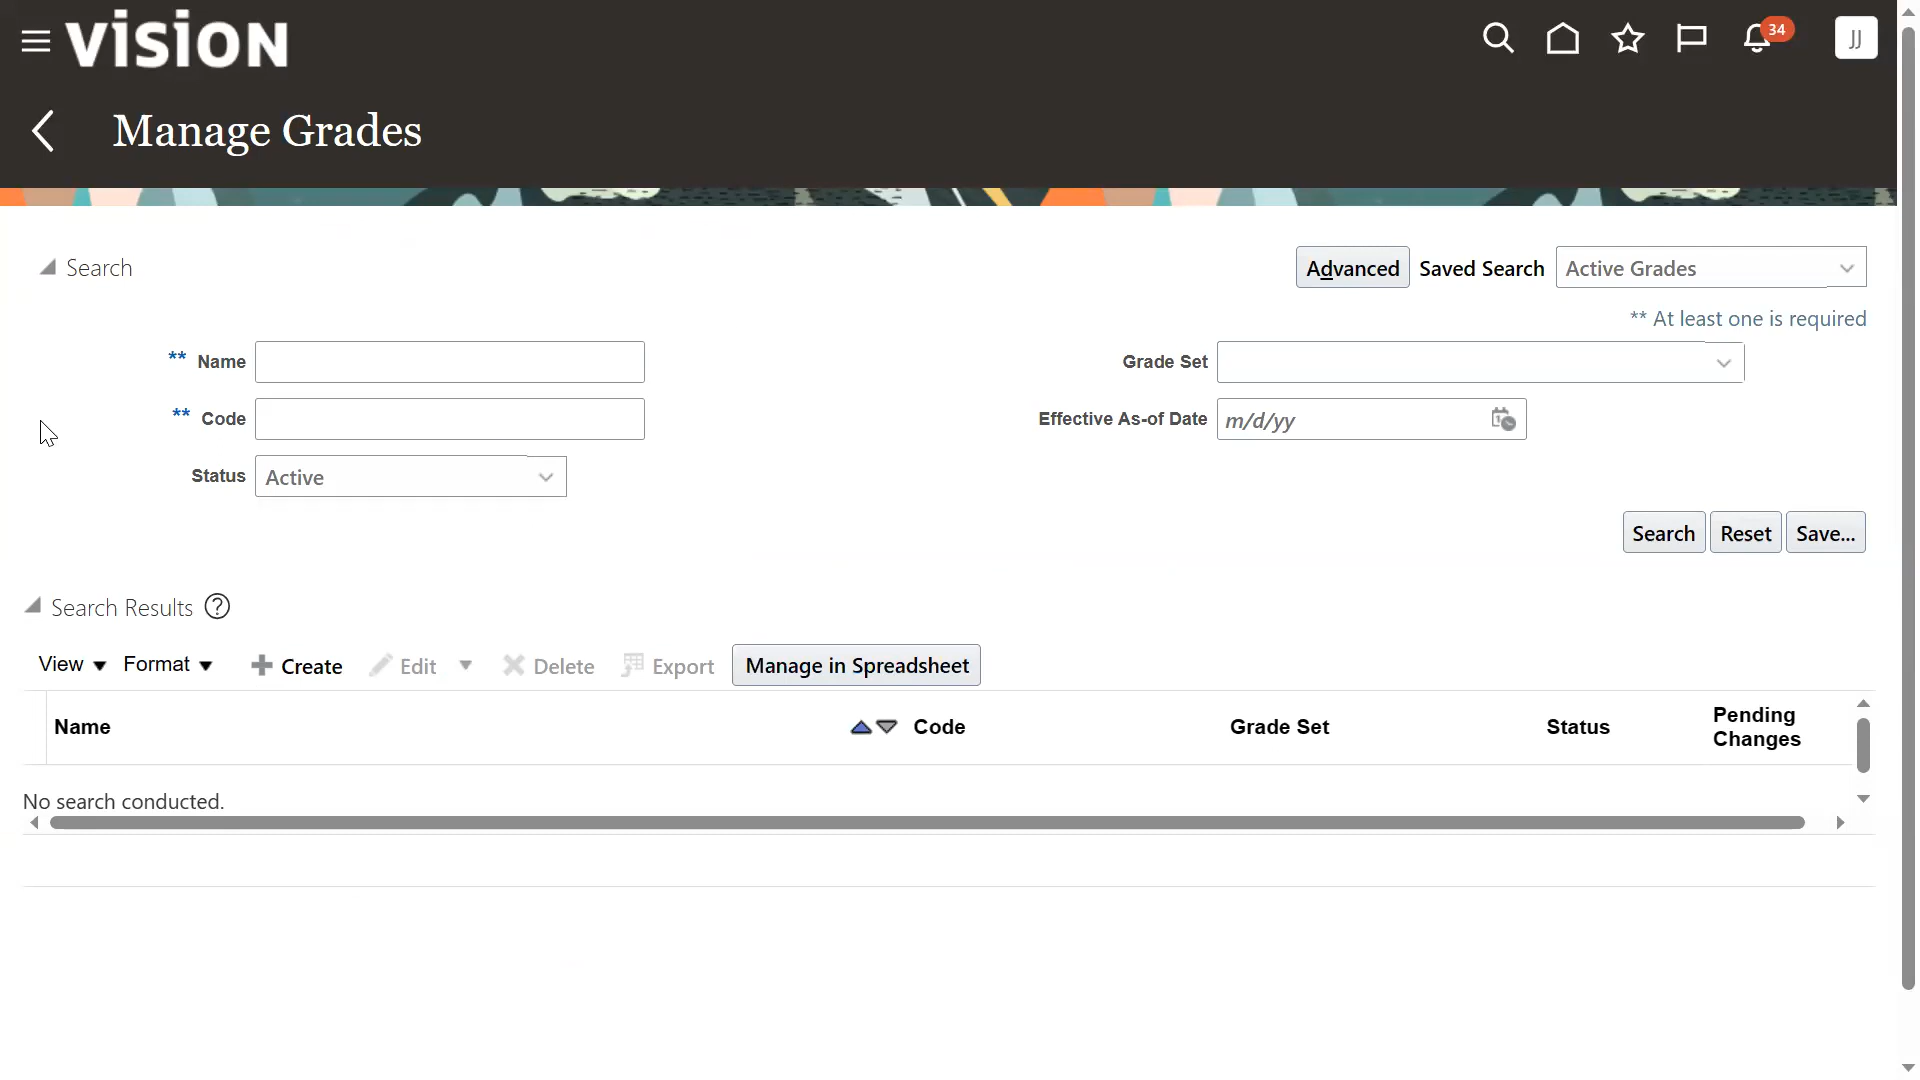 vision
34
JJ
Manage Grades
Search
Advanced Saved Search Active Grades
** At least one is required
** Name
Grade Set
** Code
Effective As-of Date m/d/yy
Status Active
Search Reset Save...
Search Results ?
View Format Create Edit Delete Export Manage in Spreadsheet
Name Code Grade Set Status Pending
Changes
No search conducted.